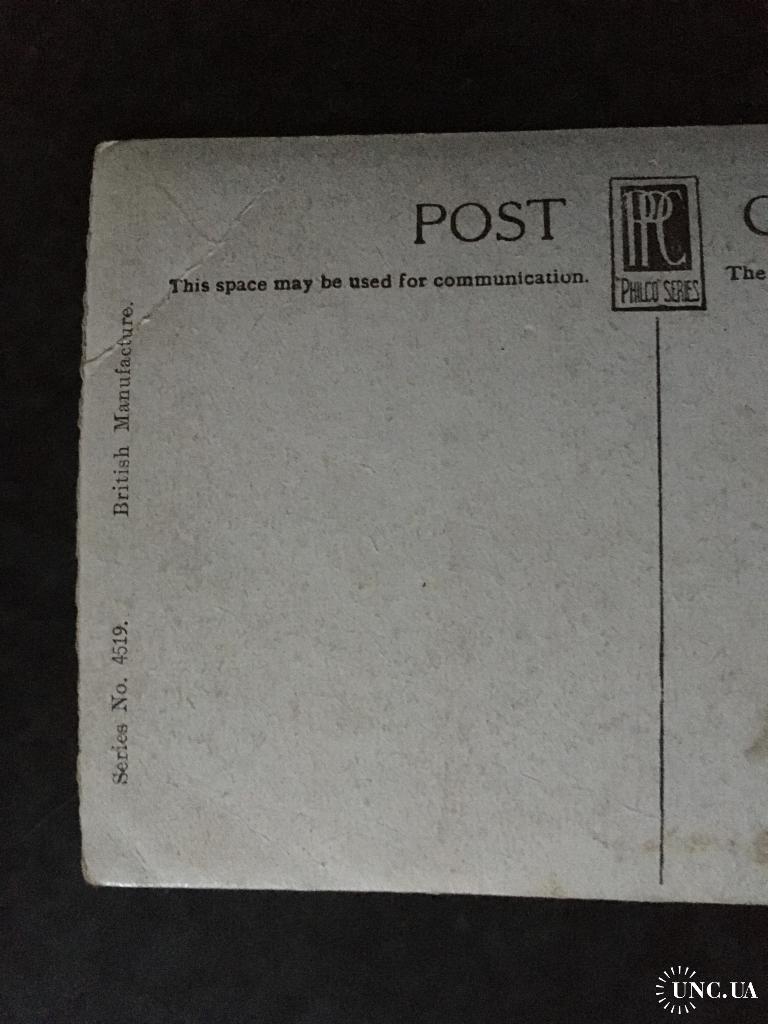 POST
PPC
C
This space may be used for communication.
The
"PHILCO" SERIES
British Manufacture.
Series No. 4519.
UNC.UA